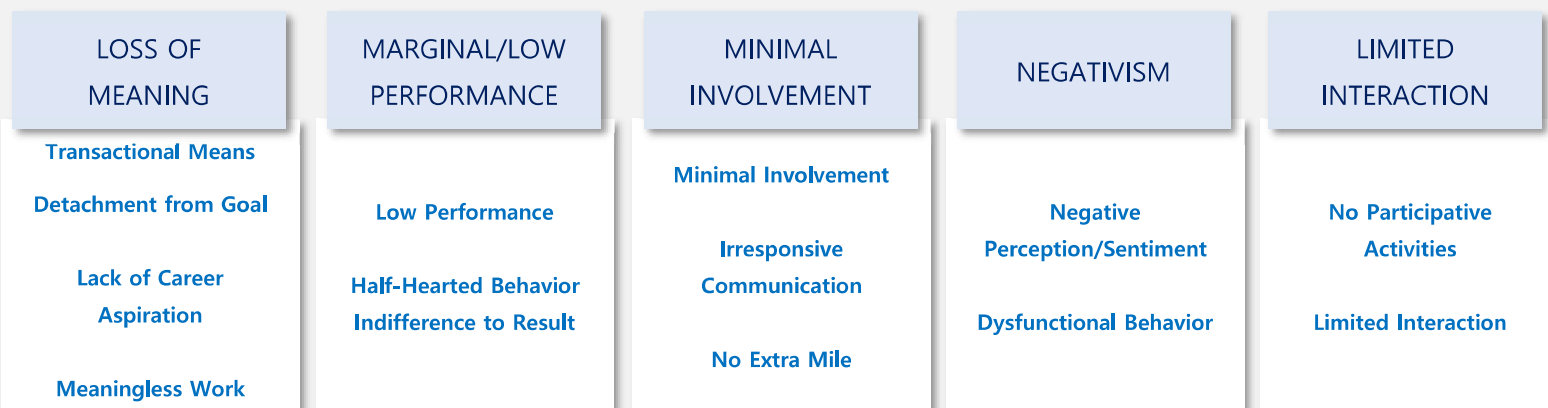 LOSS OF
MEANING
Transactional Means
Detachment from Goal
Lack of Career
Aspiration
Meaningless Work
MARGINAL/LOW
PERFORMANCE
Low Performance
Half-Hearted Behavior
Indifference to Result
MINIMAL
INVOLVEMENT
Minimal Involvement
Irresponsive
Communication
No Extra Mile
NEGATIVISM
Negative
Perception/Sentiment
Dysfunctional Behavior
LIMITED
INTERACTION
No Participative
Activities
Limited Interaction